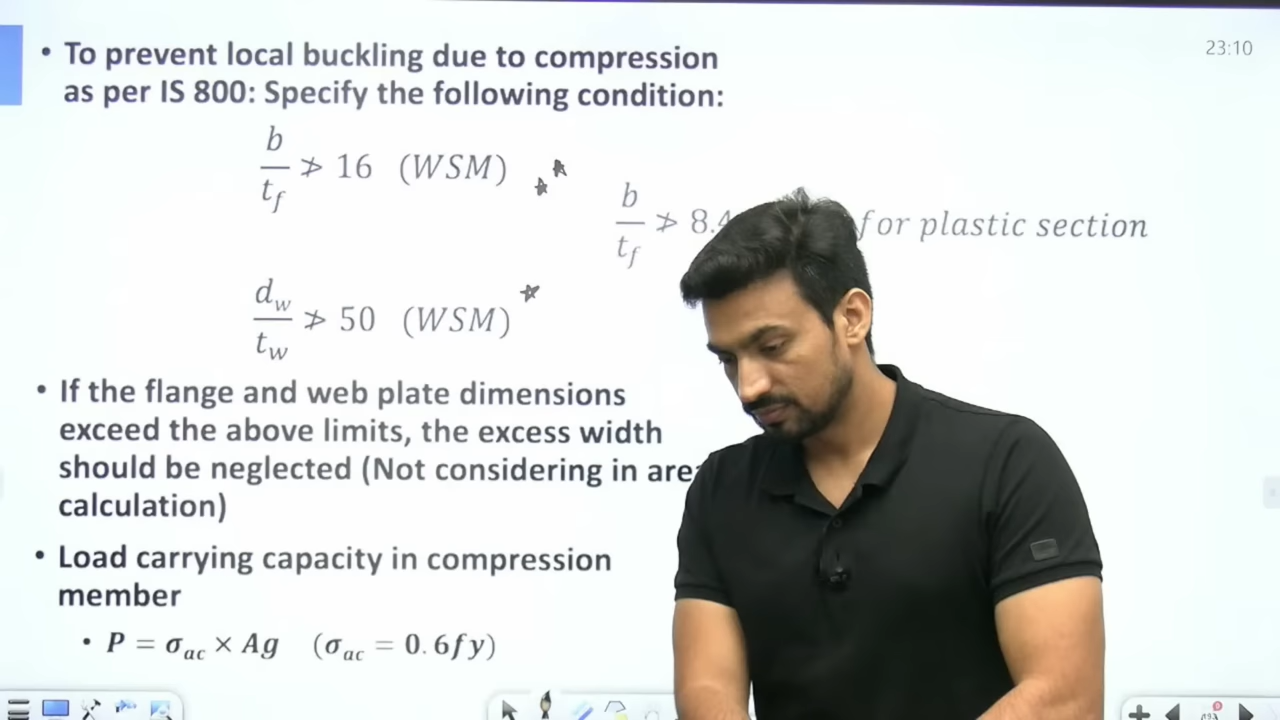 23:10
• To prevent local buckling due to compression
as per IS 800: Specify the following condition:
b/t_f ≯ 16 (WSM)
b/t_f ≯ 8.4 for plastic section
d_w/t_w ≯ 50 (WSM)
• If the flange and web plate dimensions
exceed the above limits, the excess width
should be neglected (Not considering in
calculation)
• Load carrying capacity in compression
member
• P = σ_ac × Ag (σ_ac = 0.6fy)